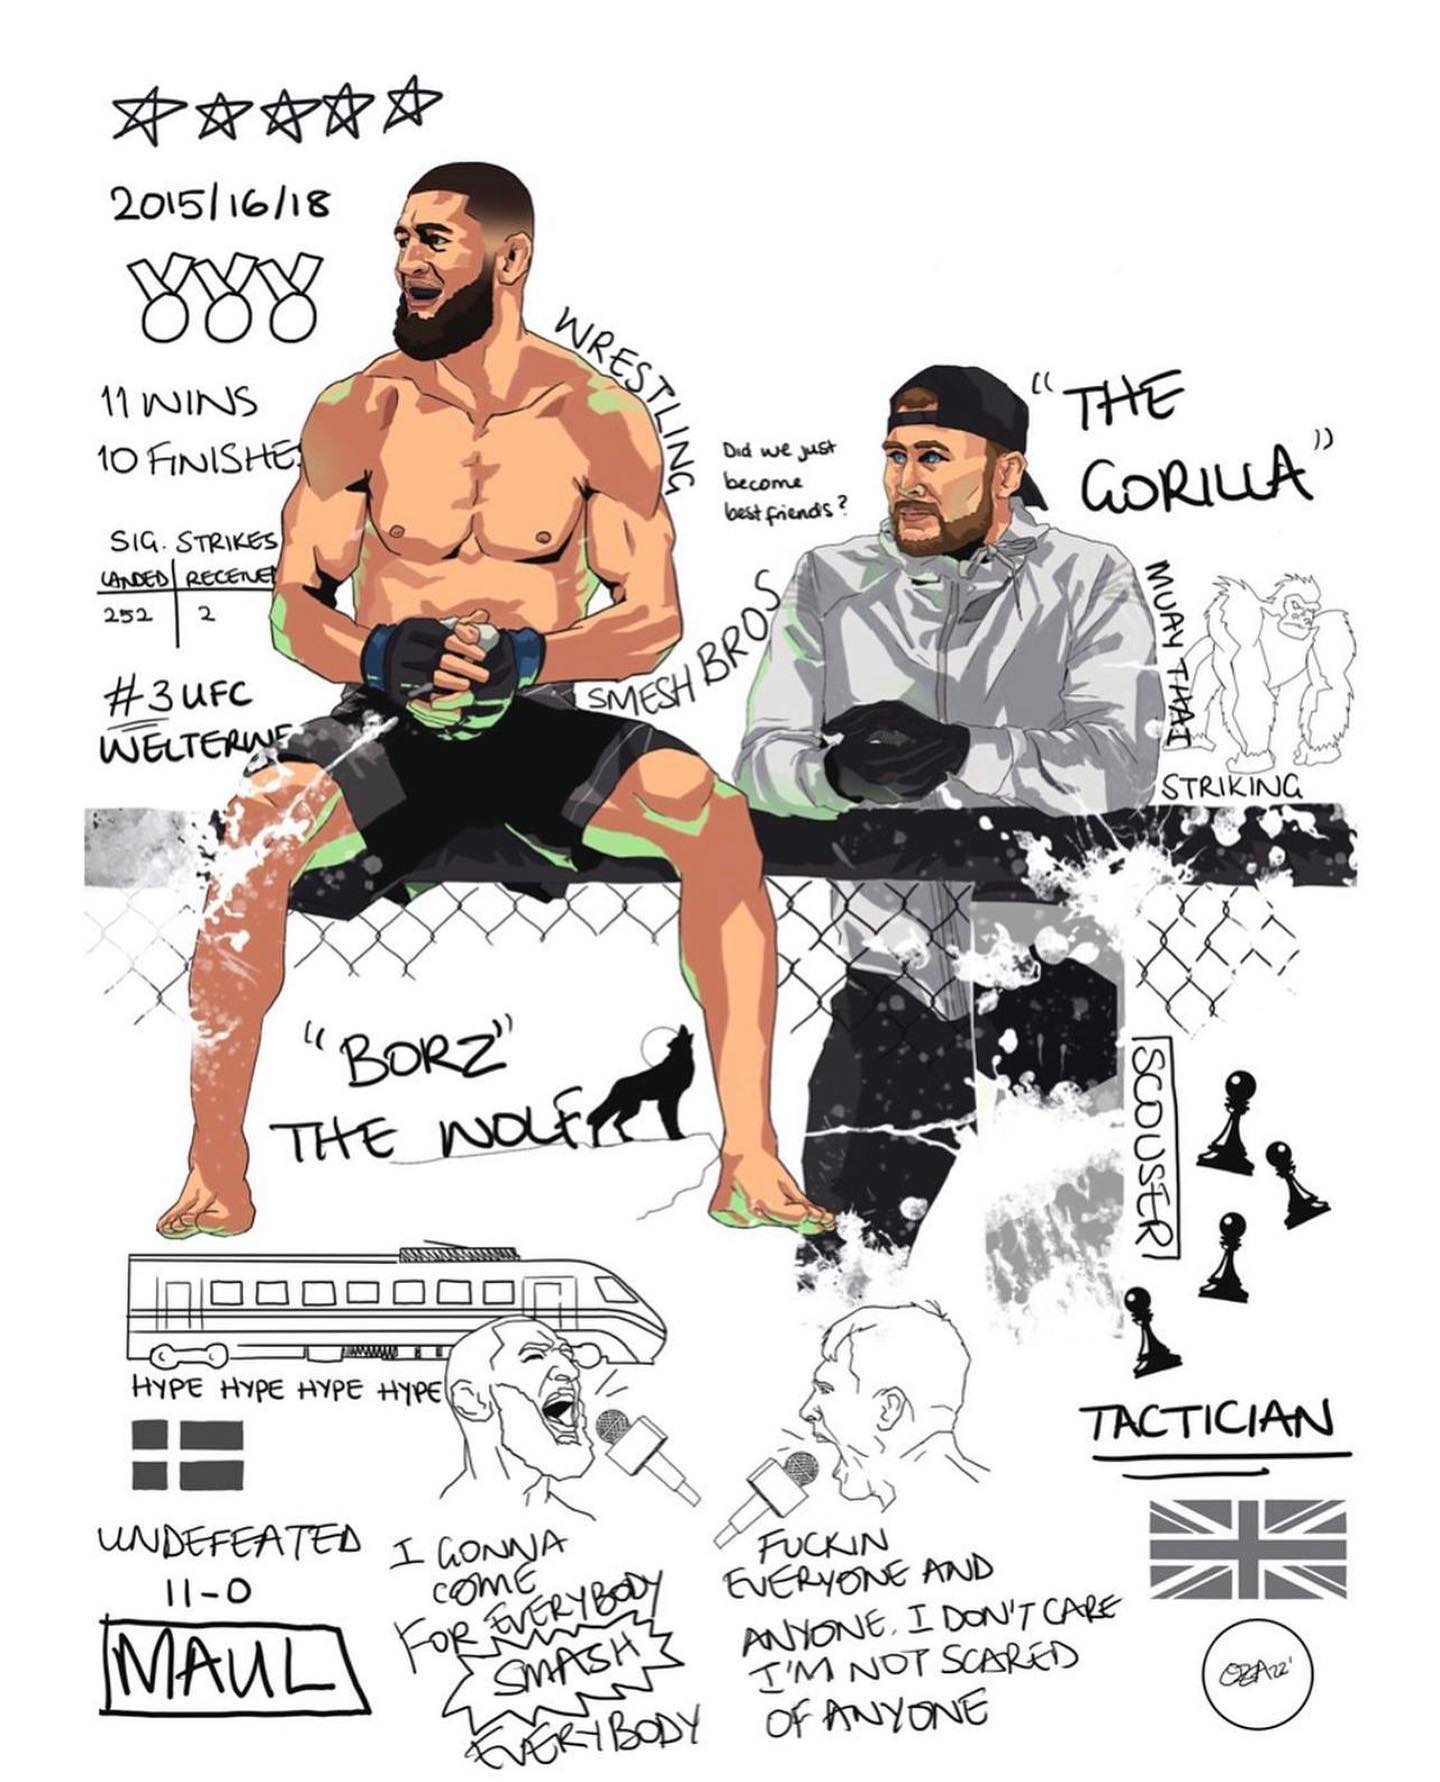 2015/16/18
11 WINS
10 FINISHE
SIG. STRIKES
LANDED RECEIVED
252 2
#3 UFC
WELTERWE
WRESTLING
Did we just
become
best friends?
SMESH BROS
"THE
GORILLA"
MUAY THAI
STRIKING
"BORZ"
THE WOLF
SCOUSER
TACTICIAN
HYPE HYPE HYPE HYPE
UNDEFEATED
11-0
MAUL
I GONNA
COME
FOR EVERYBODY
SMASH
EVERYBODY
FUCKIN
EVERYONE AND
ANYONE. I DON'T CARE
I'M NOT SCARED
OF ANYONE